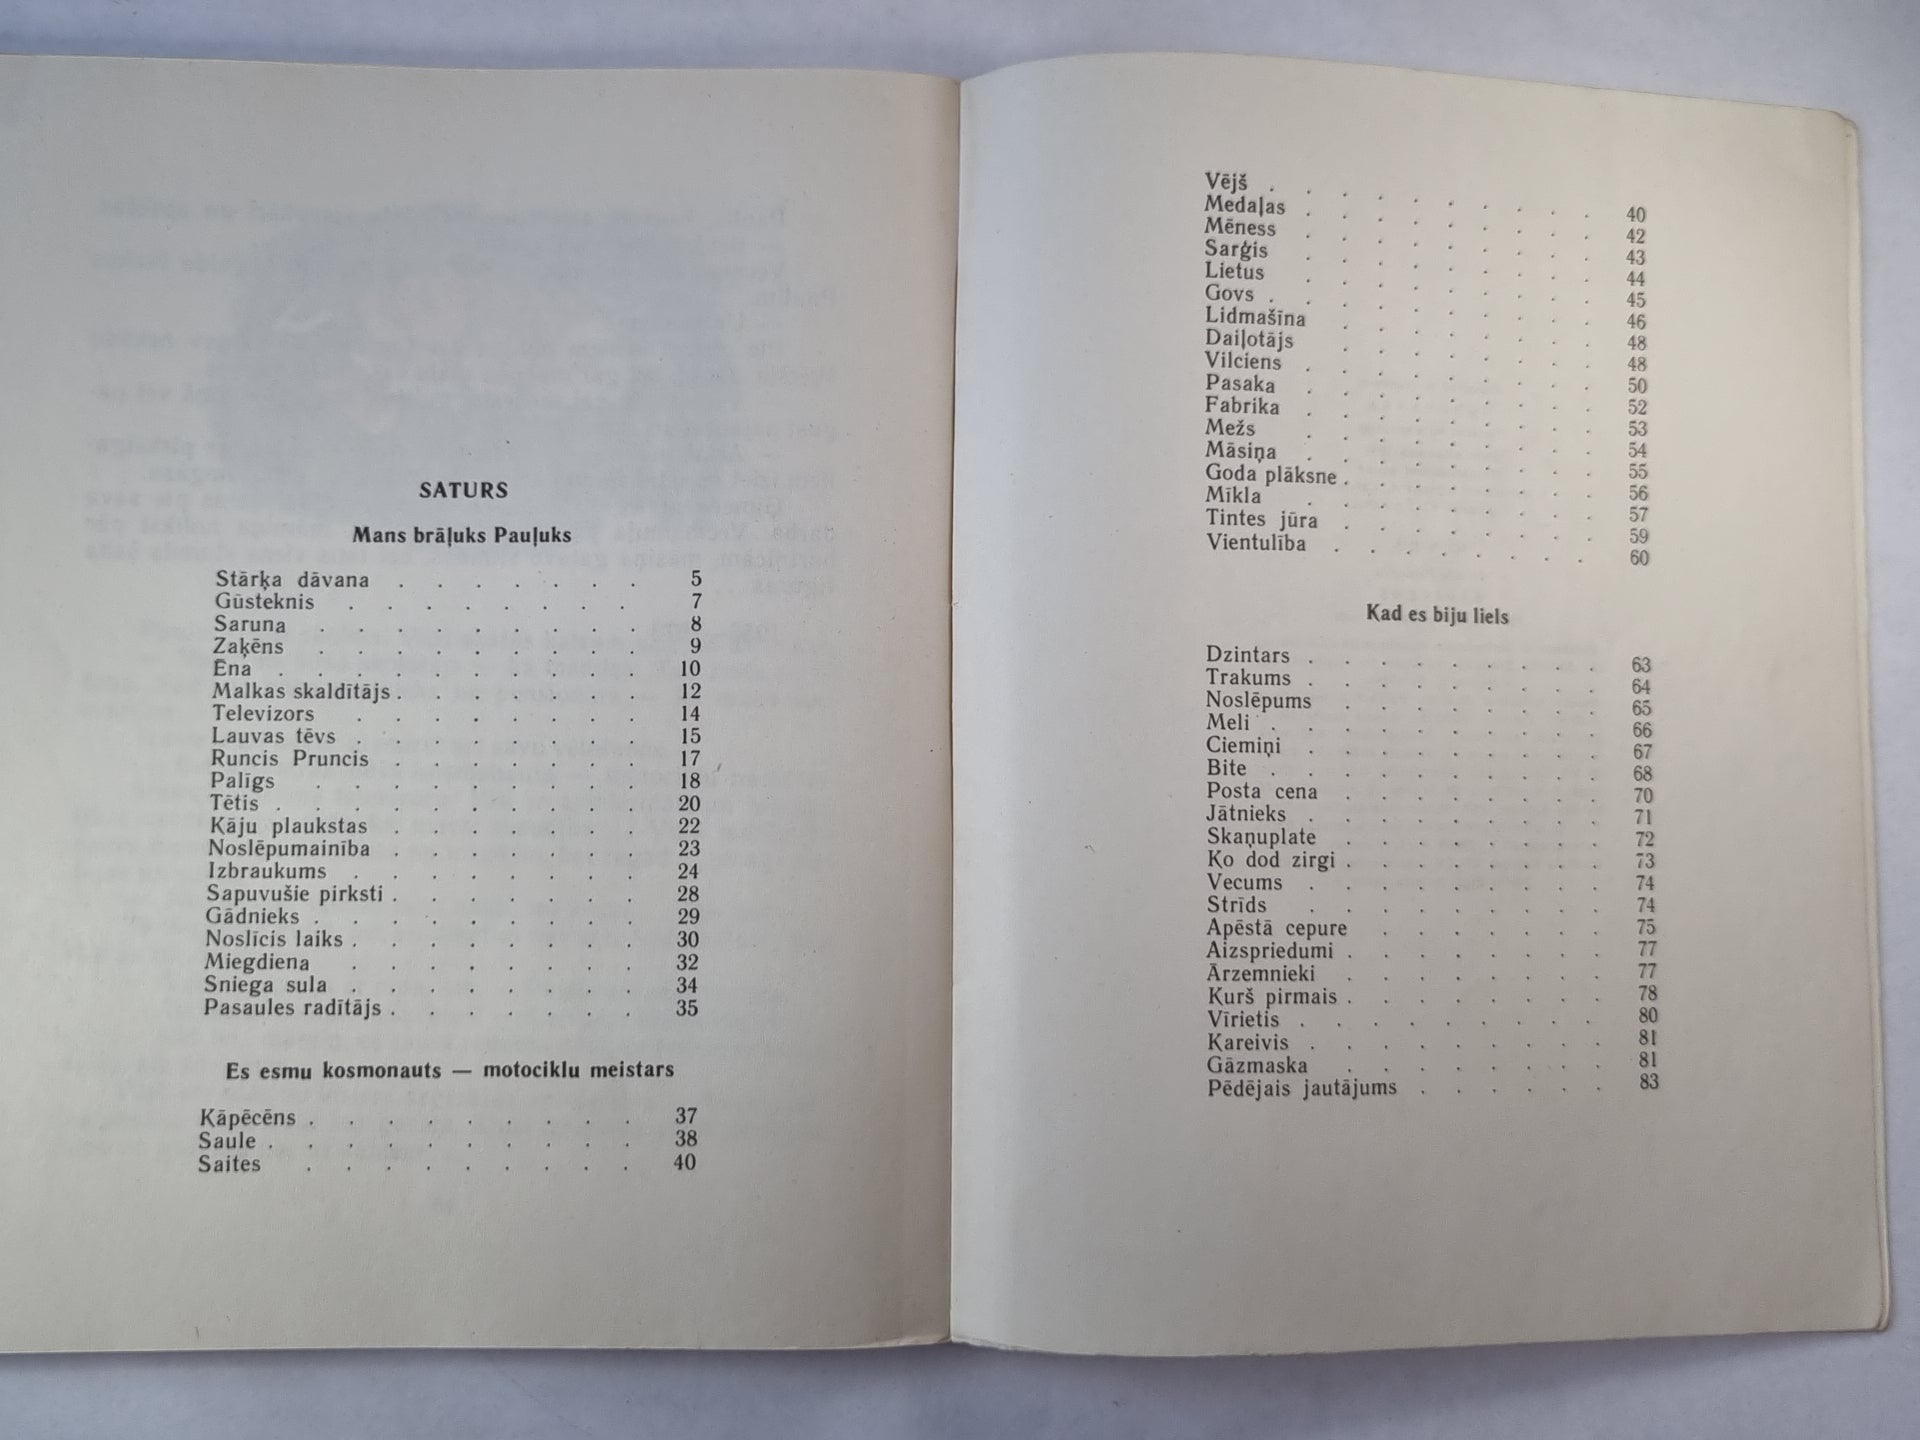 SATURS
Mans brāļuks Pauļuks
Stārķa dāvana . . . . . . . 5
Gūsteknis . . . . . . . . 7
Saruna . . . . . . . . . 8
Zaķēns . . . . . . . . . 9
Ēna . . . . . . . . . . 10
Malkas skaldītājs . . . . . . . 12
Televizors . . . . . . . . 14
Lauvas tēvs . . . . . . . . 15
Runcis Pruncis . . . . . . . 17
Palīgs . . . . . . . . . 18
Tētis . . . . . . . . . . 20
Kāju plaukstas . . . . . . . 22
Noslēpumainība . . . . . . . 23
Izbraukums . . . . . . . . 24
Sapuvušie pirksti . . . . . . . 28
Gādnieks . . . . . . . . . 29
Noslīcis laiks . . . . . . . . 30
Miegdiena . . . . . . . . 32
Sniega sula . . . . . . . . 34
Pasaules radītājs . . . . . . . 35
Es esmu kosmonauts — motociklu meistars
Kāpēcēns . . . . . . . . . 37
Saule . . . . . . . . . . 38
Saites . . . . . . . . . 40
Vējš . . . . . . . . . . 40
Medaļas . . . . . . . . . 42
Mēness . . . . . . . . . 43
Sarģis . . . . . . . . . 44
Lietus . . . . . . . . . 45
Govs . . . . . . . . . . 46
Lidmašīna . . . . . . . . 48
Daiļotājs . . . . . . . . 48
Vilciens . . . . . . . . . 50
Pasaka . . . . . . . . . 52
Fabrika . . . . . . . . . 53
Mežs . . . . . . . . . 54
Māsiņa . . . . . . . . . 55
Goda plāksne . . . . . . . . 56
Mīkla . . . . . . . . . 57
Tintes jūra . . . . . . . . 59
Vientulība . . . . . . . . 60
Kad es biju liels
Dzintars . . . . . . . . . 63
Trakums . . . . . . . . . 64
Noslēpums . . . . . . . . 65
Meli . . . . . . . . . . 66
Ciemiņi . . . . . . . . . 67
Bite . . . . . . . . . . 68
Posta cena . . . . . . . . 70
Jātnieks . . . . . . . . . 71
Skaņuplate . . . . . . . . 72
Ko dod zirgi . . . . . . . . 73
Vecums . . . . . . . . . 74
Strīds . . . . . . . . . 74
Apēstā cepure . . . . . . . 75
Aizspriedumi . . . . . . . . 77
Ārzemnieki . . . . . . . . 77
Kurš pirmais . . . . . . . . 78
Vīrietis . . . . . . . . . 80
Kareivis . . . . . . . . . 81
Gāzmaska . . . . . . . . 81
Pēdējais jautājums . . . . . . 83